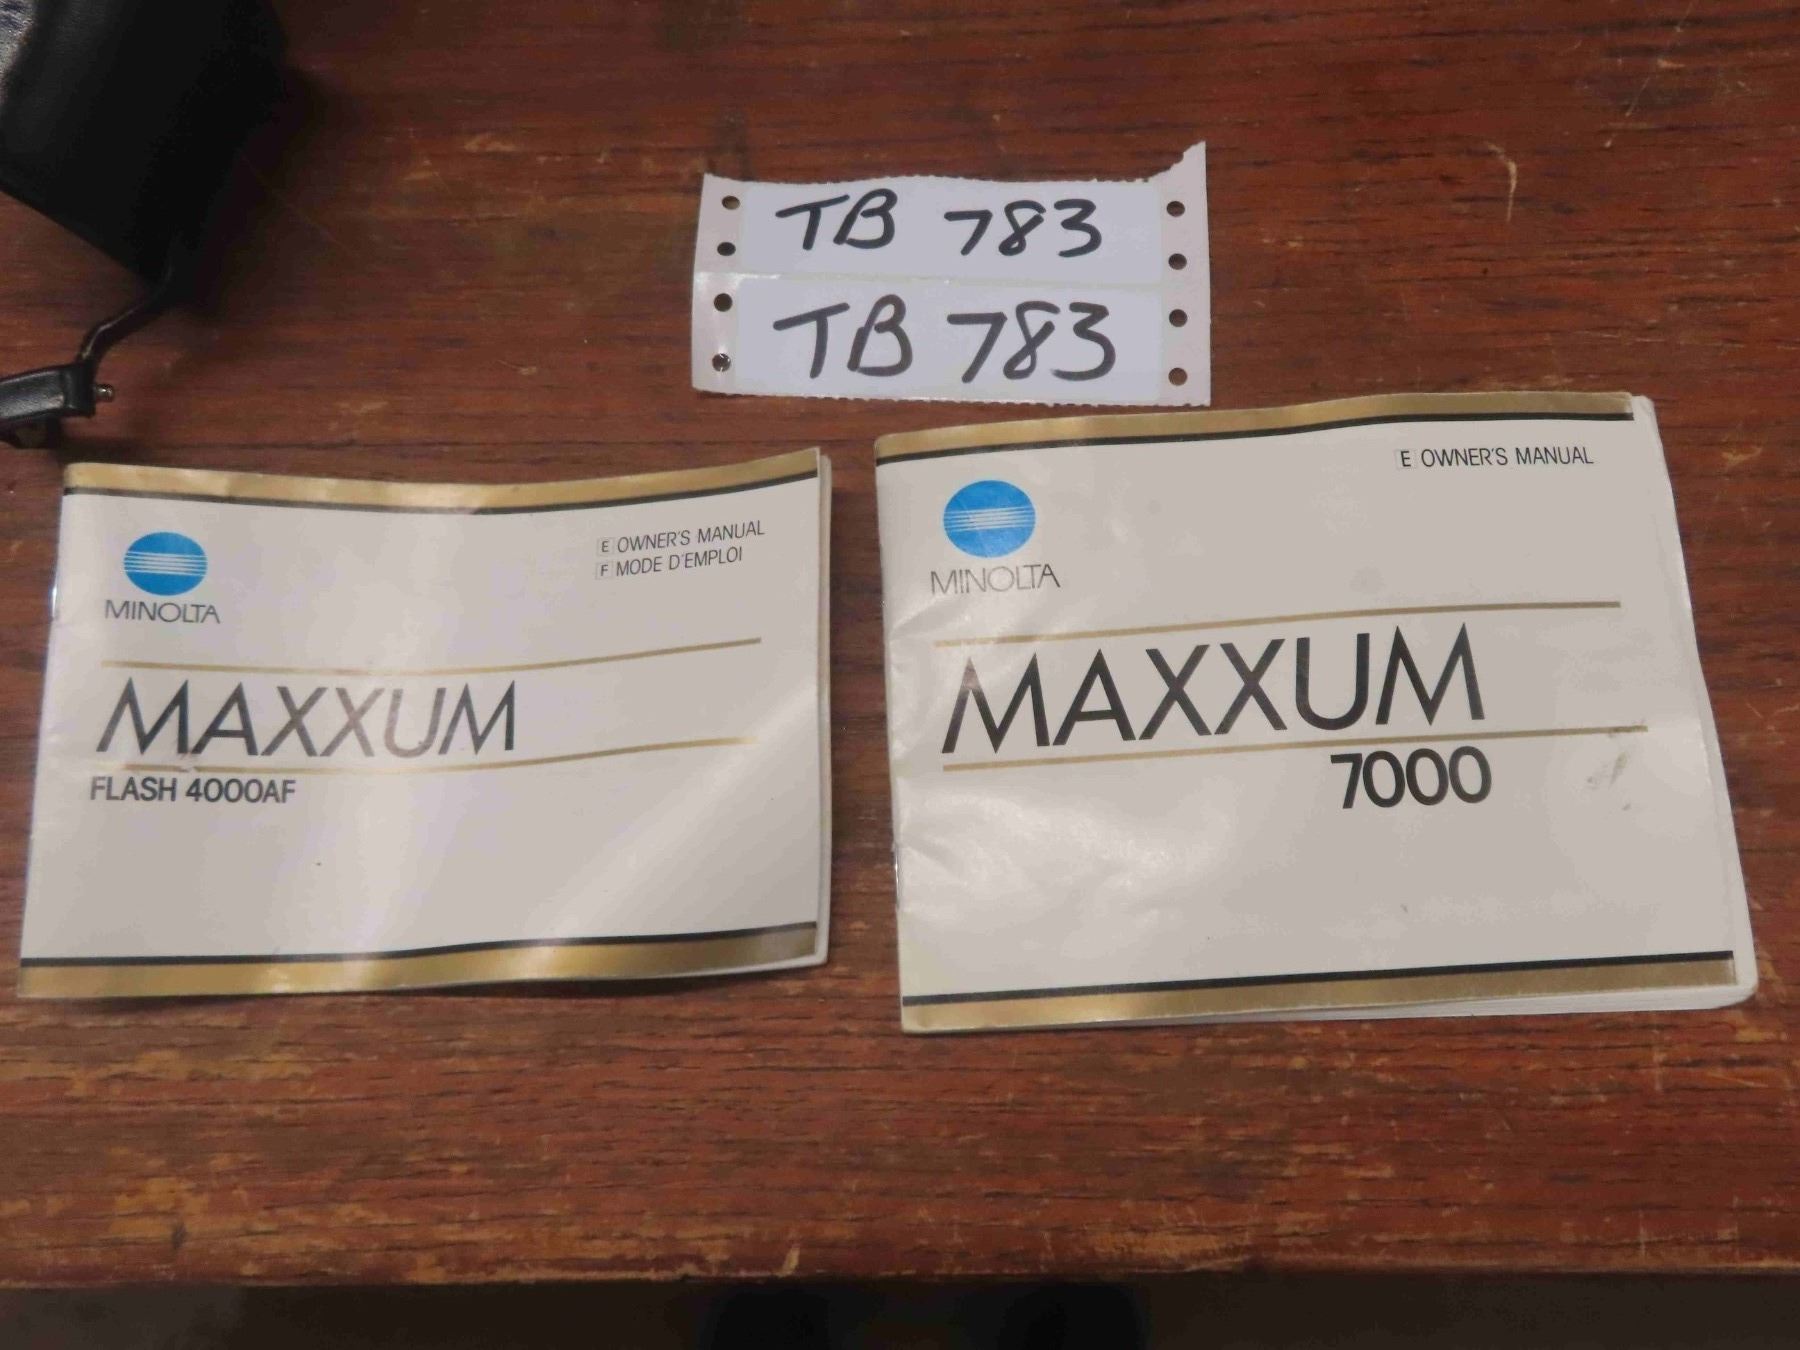 TB 783
TB 783
E OWNER'S MANUAL
F MODE D'EMPLOI
MINOLTA
MAXXUM
FLASH 4000AF
E OWNER'S MANUAL
MINOLTA
MAXXUM
7000